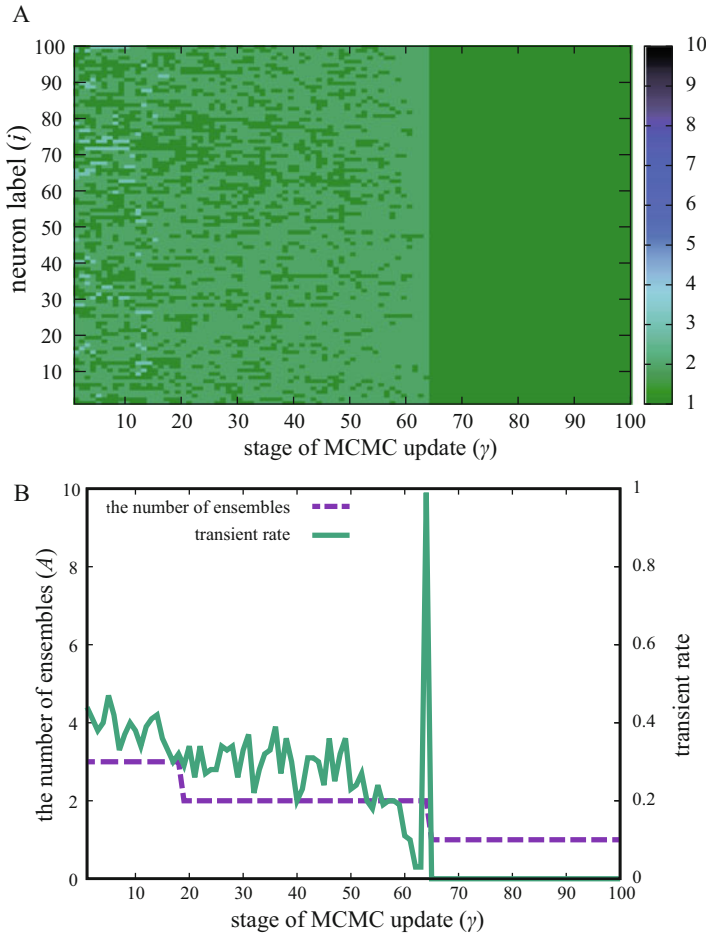 A
100
90
80
70
60
50
40
30
20
10
neuron label (i)
10 20 30 40 50 60 70 80 90 100
stage of MCMC update (γ)
10
9
8
7
6
5
4
3
2
1
B
the number of ensembles
transient rate
10
8
6
4
2
0
the number of ensembles (A)
1
0.8
0.6
0.4
0.2
0
transient rate
10 20 30 40 50 60 70 80 90 100
stage of MCMC update (γ)